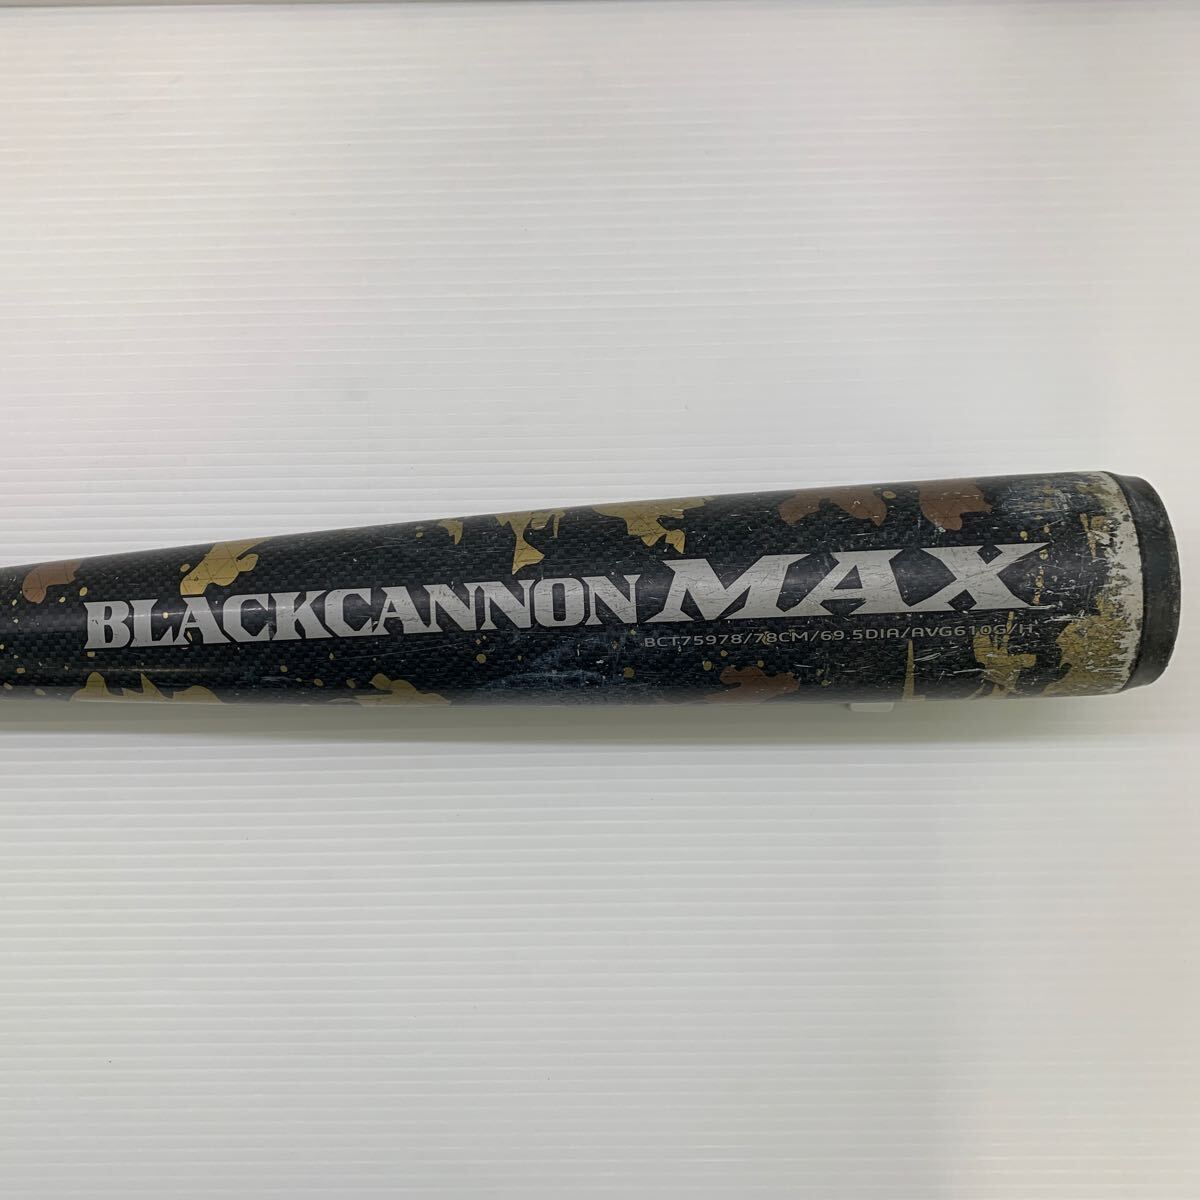 BLACKCANNON MAX
BCT75978/78CM/69.5DIA/AVG610G/H